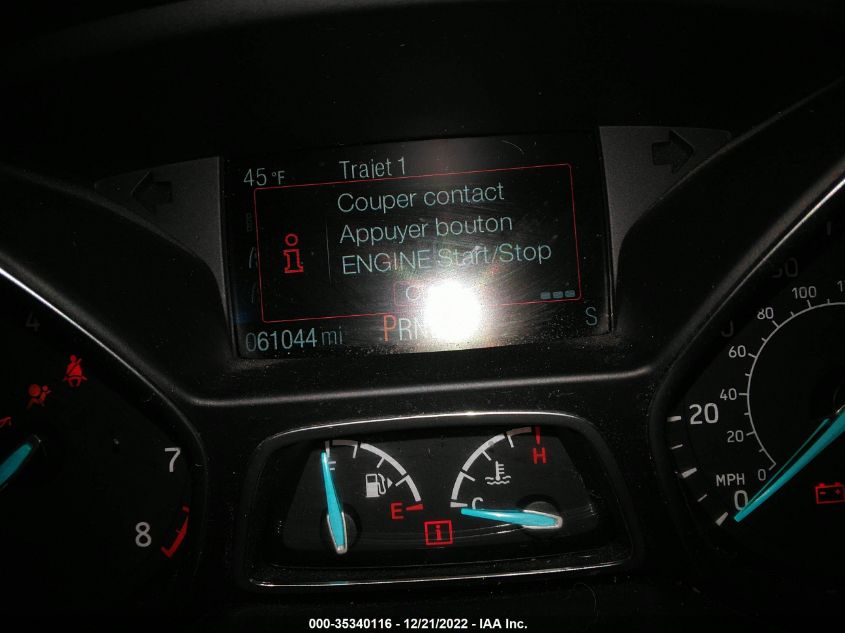 45°F Trajet 1
Couper contact
Appuyer bouton
ENGINE Start/Stop
061044 mi PRN S
4
7
8
F
E
C
H
20
MPH
0
0
20
40
60
80
100
000-35340116 - 12/21/2022 - IAA Inc.